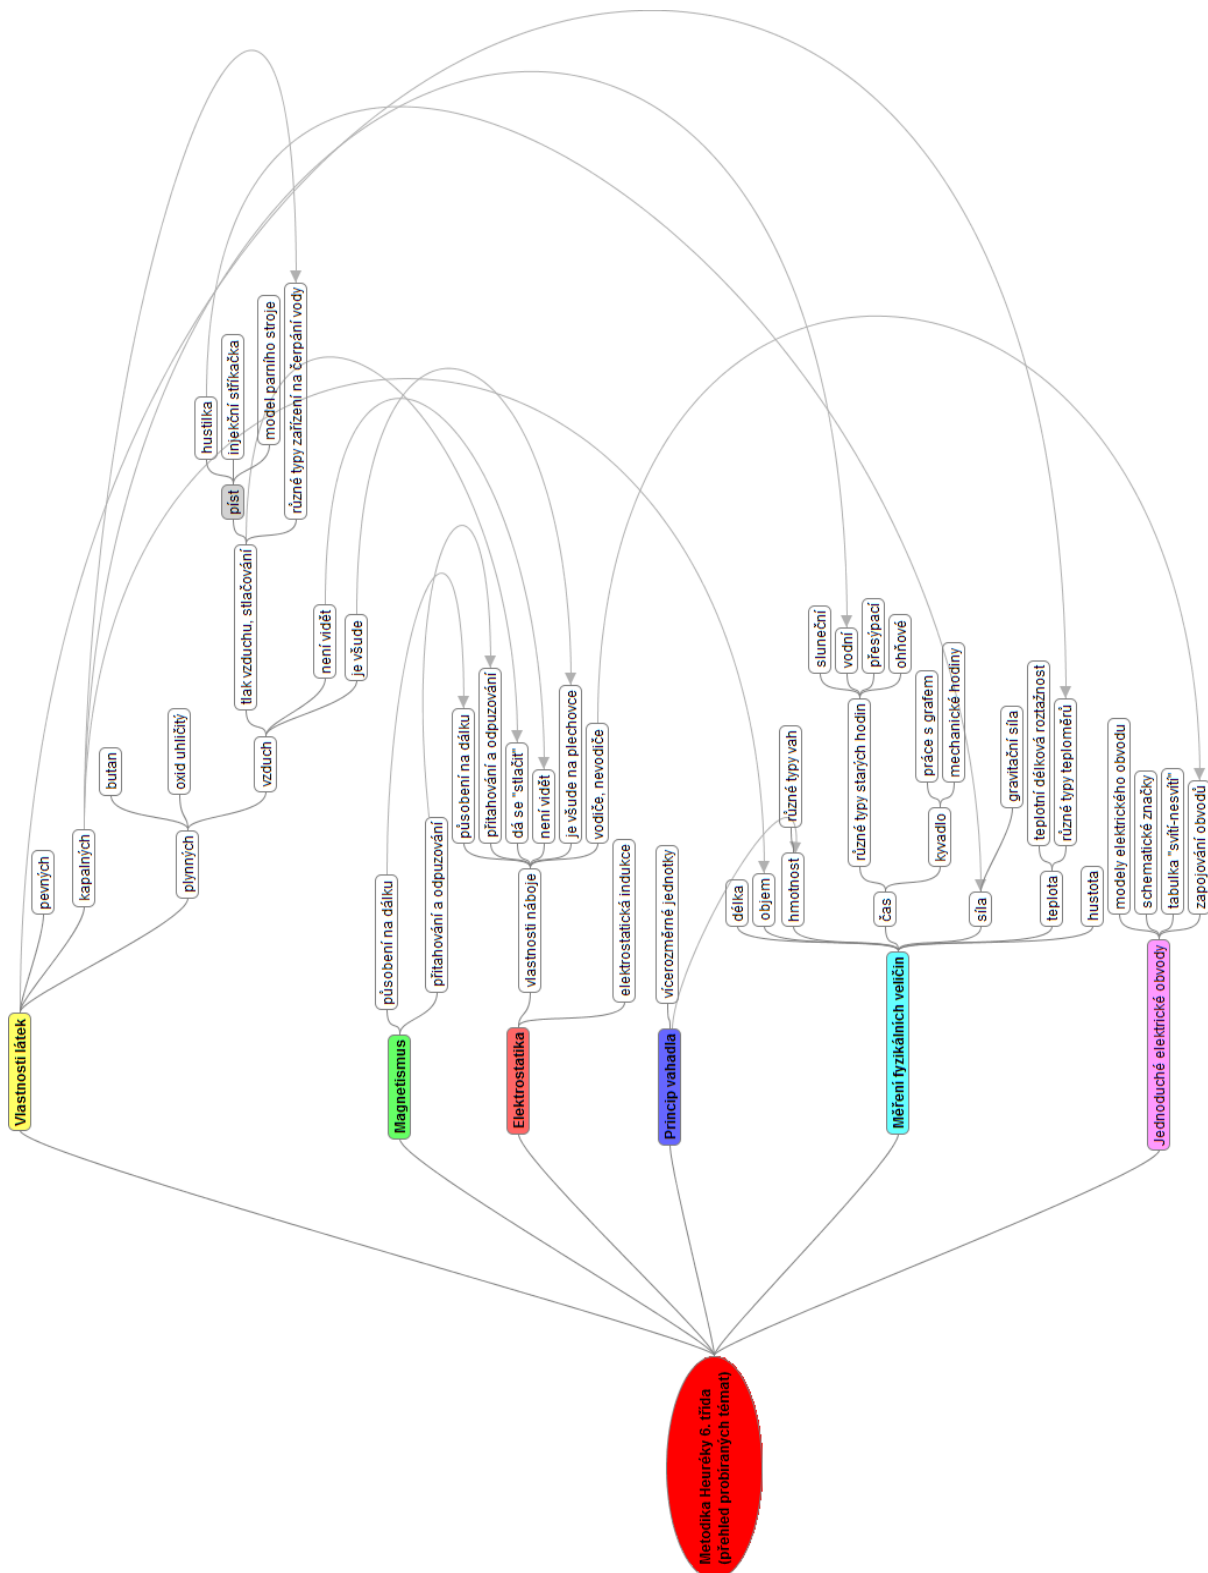 Metodika Heuréky 6. třída
(přehled probíraných témat)
Vlastnosti látek
pevných
kapalných
plynných
butan
oxid uhličitý
vzduch
tlak vzduchu, stlačování
píst
hustilka
injekční stříkačka
model parního stroje
různé typy zařízení na čerpání vody
není vidět
je všude
Magnetismus
působení na dálku
přitahování a odpuzování
Elektrostatika
vlastnosti náboje
působení na dálku
přitahování a odpuzování
dá se "stlačit"
není vidět
je všude na plechovce
vodiče, nevodiče
elektrostatická indukce
Princip vahadla
vícerozměrné jednotky
různé typy vah
Měření fyzikálních veličin
délka
objem
hmotnost
čas
různé typy starých hodin
sluneční
vodní
přesýpací
ohňové
kyvadlo
práce s grafem
mechanické hodiny
síla
gravitační síla
teplota
teplotní délková roztažnost
různé typy teploměrů
hustota
Jednoduché elektrické obvody
modely elektrického obvodu
schematické značky
tabulka "svítí-nesvítí"
zapojování obvodů